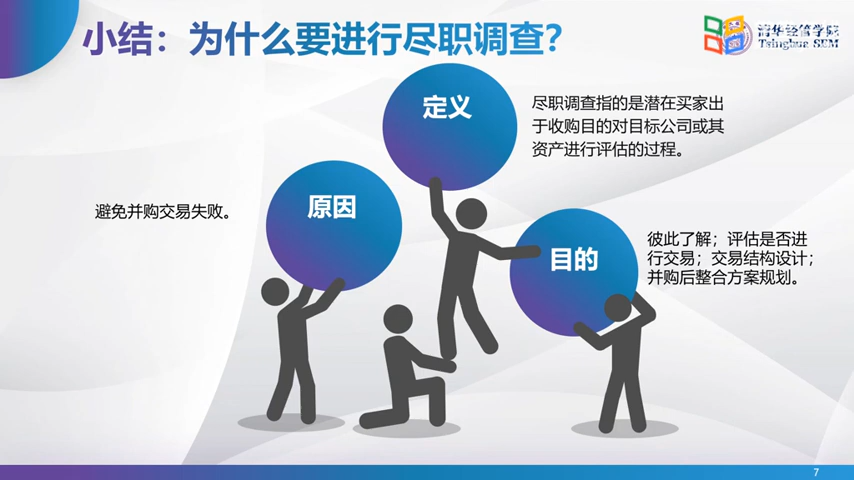 小结：为什么要进行尽职调查？
清华经管学院
Tsinghua SEM
定义
尽职调查指的是潜在买家出
于收购目的对目标公司或其
资产进行评估的过程。
原因
避免并购交易失败。
目的
彼此了解；评估是否进
行交易；交易结构设计；
并购后整合方案规划。
7